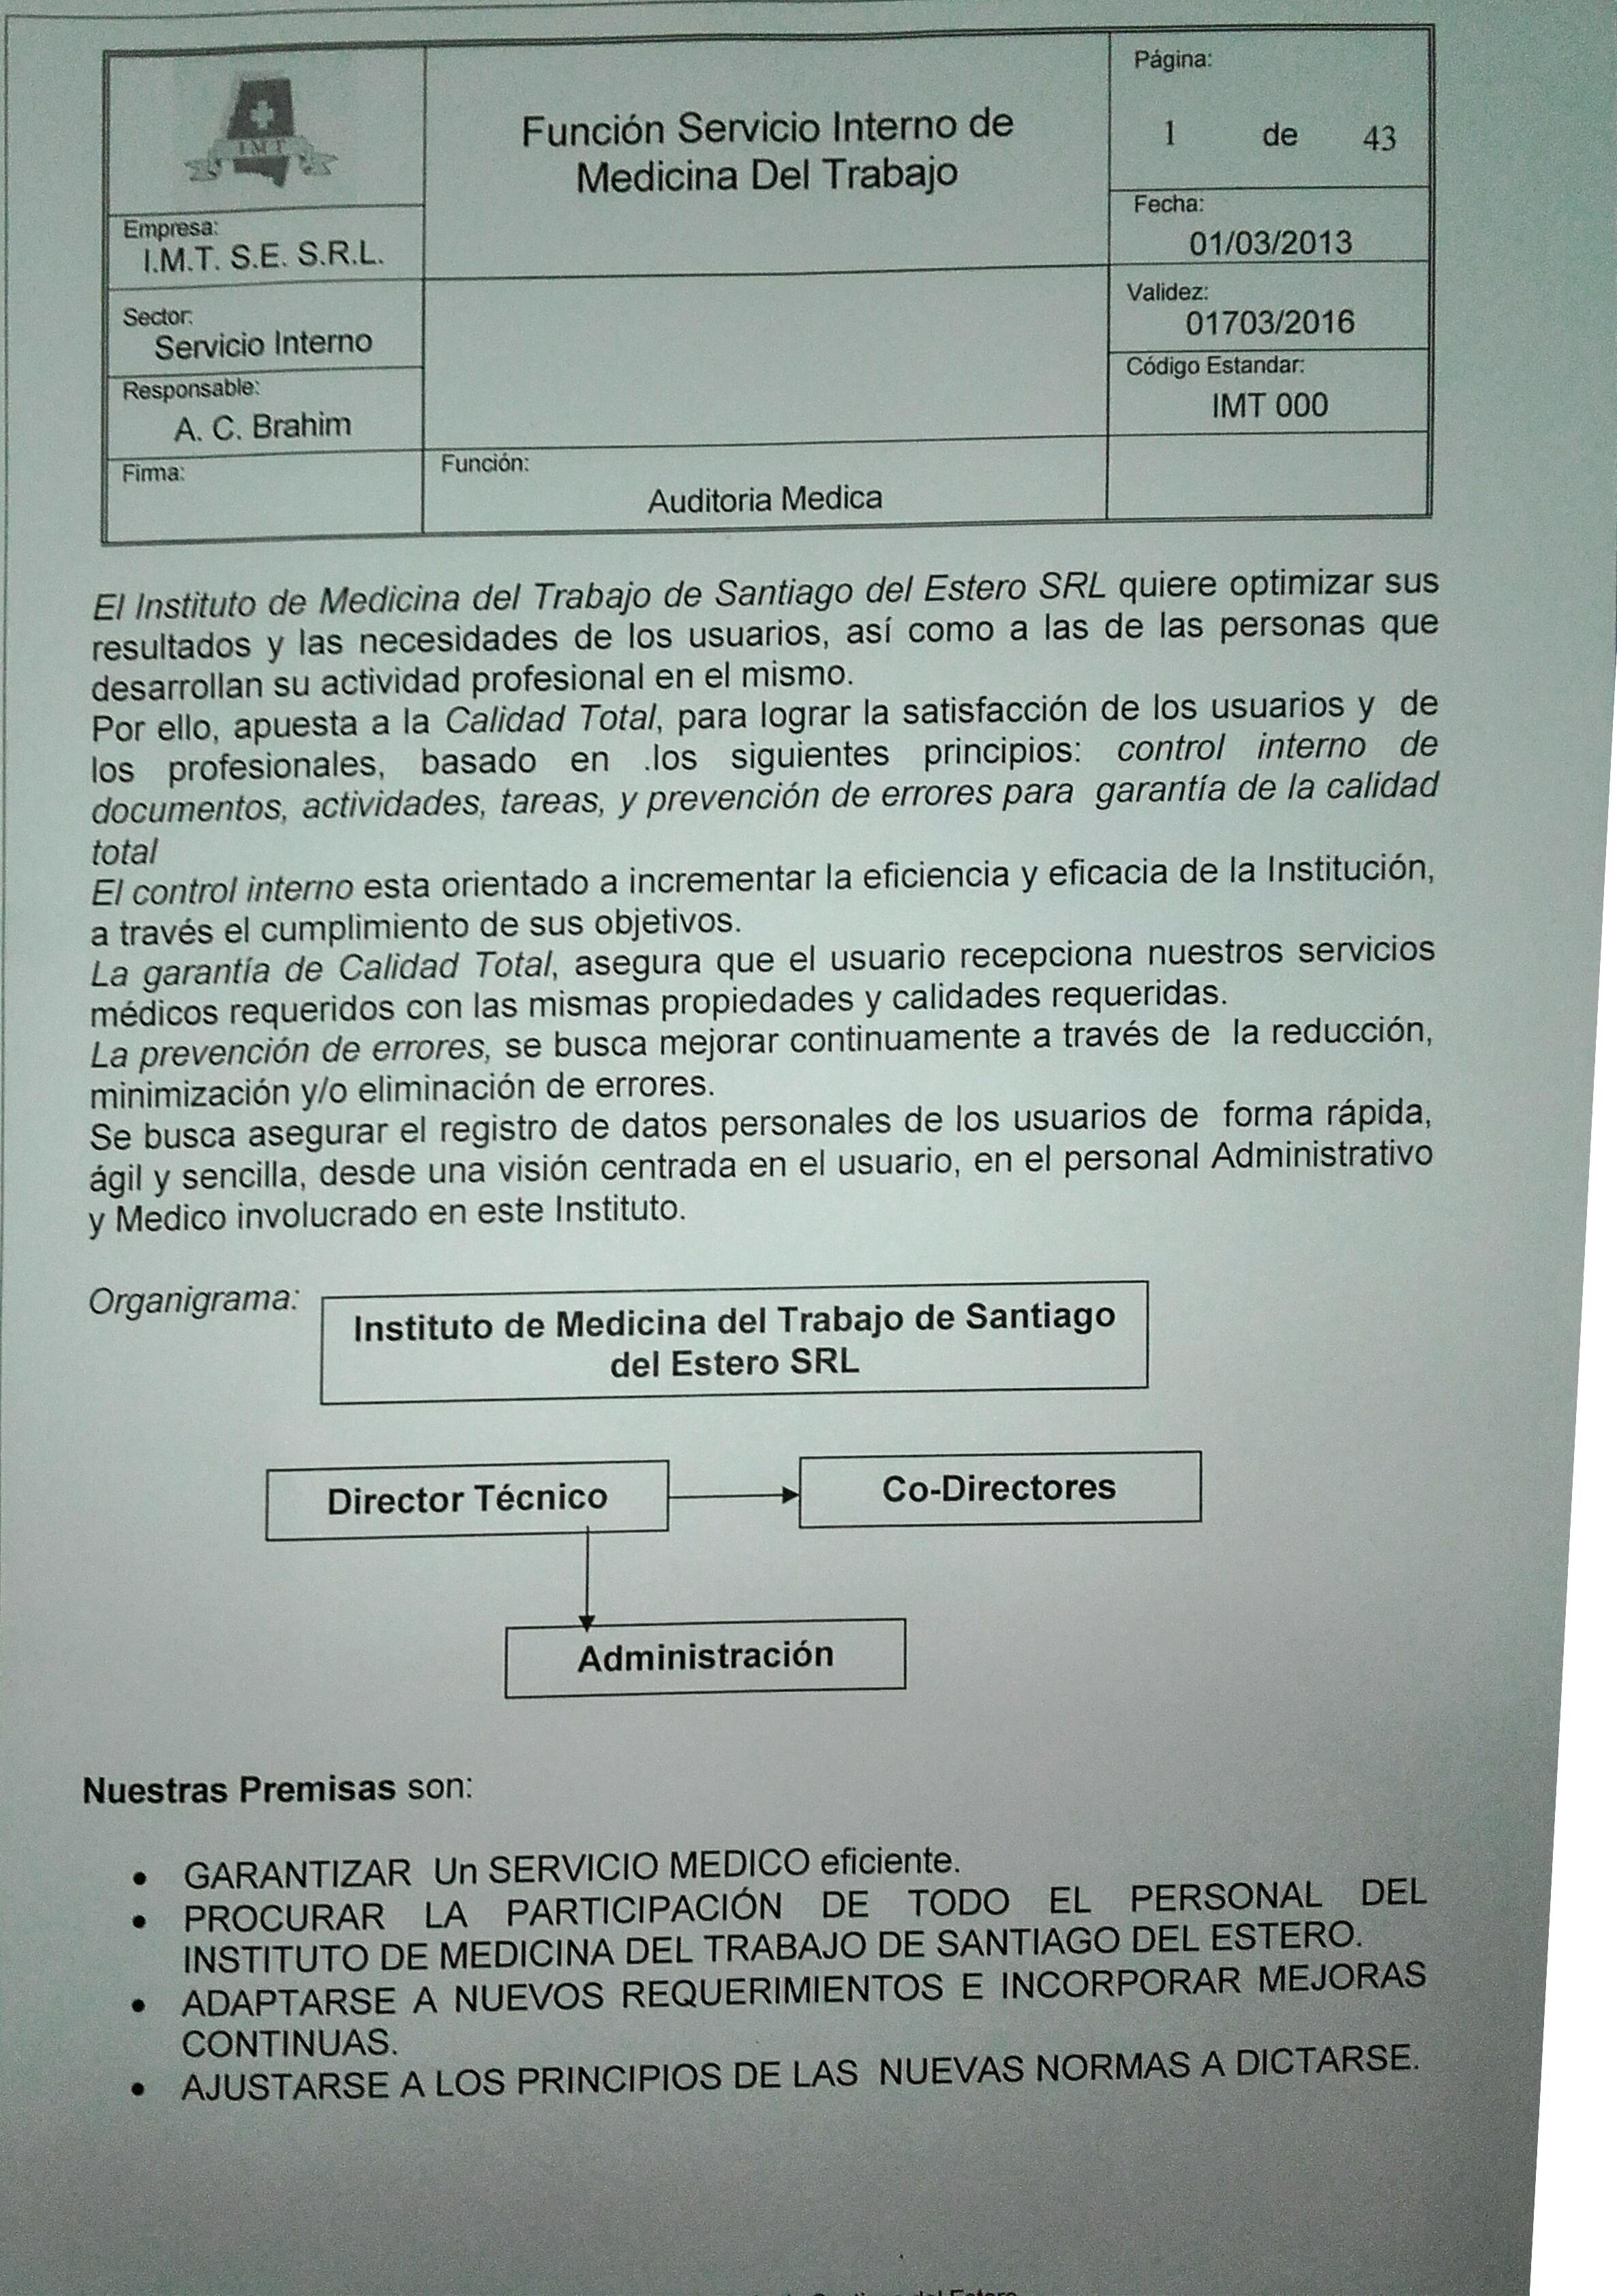 IMT
Función Servicio Interno de
Medicina Del Trabajo
Página:
1 de 43
Empresa:
I.M.T. S.E. S.R.L.
Fecha:
01/03/2013
Sector:
Servicio Interno
Validez:
01703/2016
Responsable:
A. C. Brahim
Código Estandar:
IMT 000
Firma:
Función:
Auditoria Medica
El Instituto de Medicina del Trabajo de Santiago del Estero SRL quiere optimizar sus
resultados y las necesidades de los usuarios, así como a las de las personas que
desarrollan su actividad profesional en el mismo.
Por ello, apuesta a la Calidad Total, para lograr la satisfacción de los usuarios y de
los profesionales, basado en .los siguientes principios: control interno de
documentos, actividades, tareas, y prevención de errores para garantía de la calidad
total
El control interno esta orientado a incrementar la eficiencia y eficacia de la Institución,
a través el cumplimiento de sus objetivos.
La garantía de Calidad Total, asegura que el usuario recepciona nuestros servicios
médicos requeridos con las mismas propiedades y calidades requeridas.
La prevención de errores, se busca mejorar continuamente a través de la reducción,
minimización y/o eliminación de errores.
Se busca asegurar el registro de datos personales de los usuarios de forma rápida,
ágil y sencilla, desde una visión centrada en el usuario, en el personal Administrativo
y Medico involucrado en este Instituto.
Organigrama:
Instituto de Medicina del Trabajo de Santiago
del Estero SRL
Director Técnico
Co-Directores
Administración
Nuestras Premisas son:
• GARANTIZAR Un SERVICIO MEDICO eficiente.
• PROCURAR LA PARTICIPACIÓN DE TODO EL PERSONAL DEL
INSTITUTO DE MEDICINA DEL TRABAJO DE SANTIAGO DEL ESTERO.
• ADAPTARSE A NUEVOS REQUERIMIENTOS E INCORPORAR MEJORAS
CONTINUAS.
• AJUSTARSE A LOS PRINCIPIOS DE LAS NUEVAS NORMAS A DICTARSE.